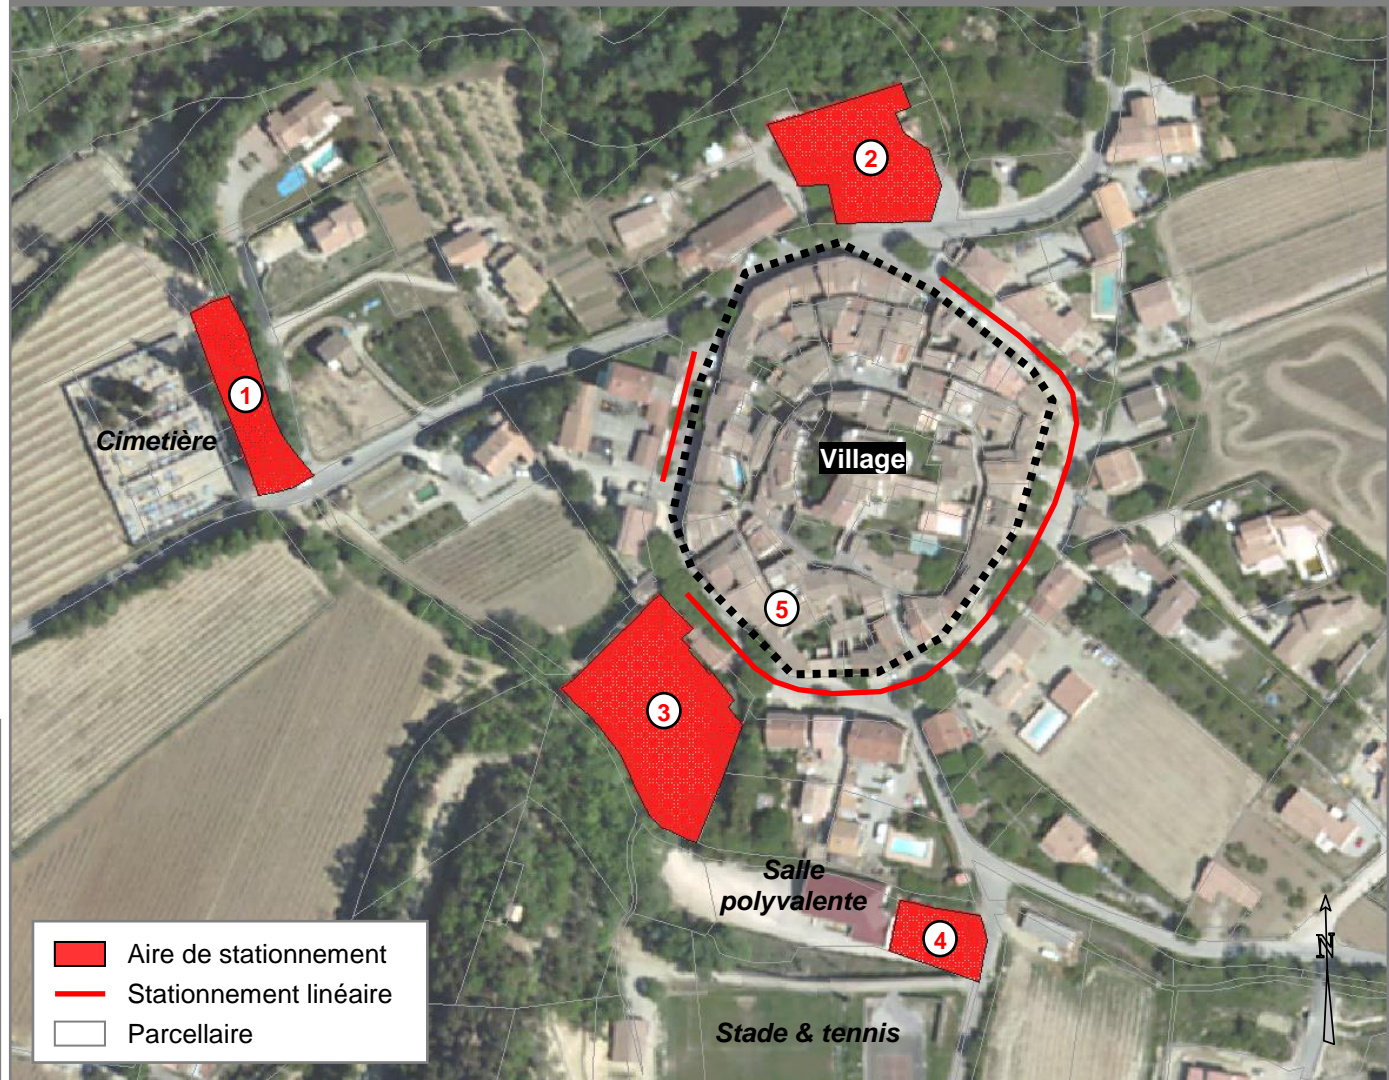 2
1
Cimetière
Village
5
3
Salle
polyvalente
4
Stade & tennis
N
Aire de stationnement
Stationnement linéaire
Parcellaire